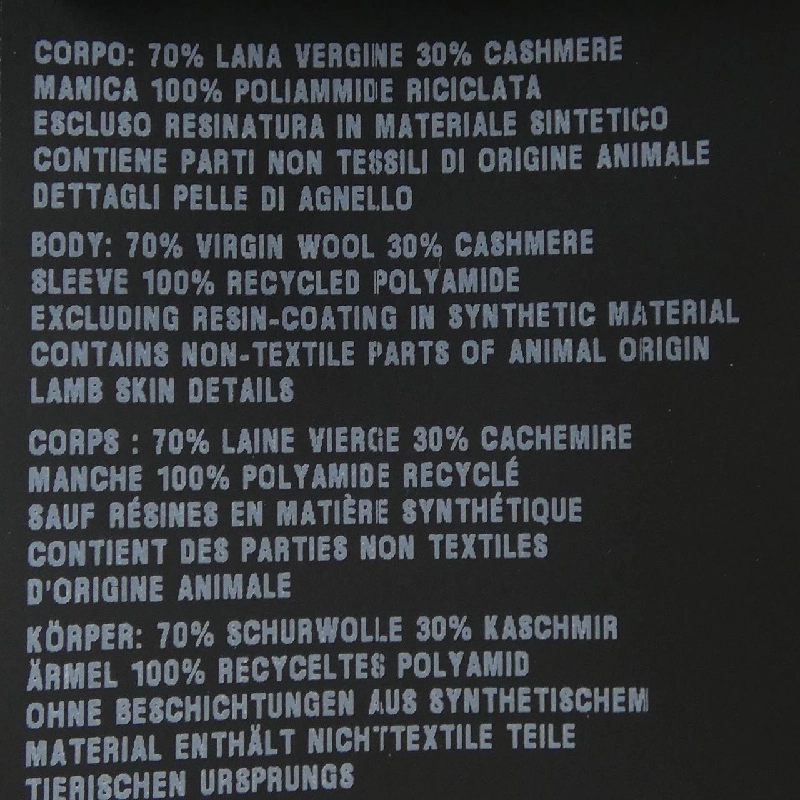 CORPO: 70% LANA VERGINE 30% CASHMERE
MANICA 100% POLIAMMIDE RICICLATA
ESCLUSO RESINATURA IN MATERIALE SINTETICO
CONTIENE PARTI NON TESSILI DI ORIGINE ANIMALE
DETTAGLI PELLE DI AGNELLO
BODY: 70% VIRGIN WOOL 30% CASHMERE
SLEEVE 100% RECYCLED POLYAMIDE
EXCLUDING RESIN-COATING IN SYNTHETIC MATERIAL
CONTAINS NON-TEXTILE PARTS OF ANIMAL ORIGIN
LAMB SKIN DETAILS
CORPS : 70% LAINE VIERGE 30% CACHEMIRE
MANCHE 100% POLYAMIDE RECYCLÉ
SAUF RÉSINES EN MATIÈRE SYNTHÉTIQUE
CONTIENT DES PARTIES NON TEXTILES
D'ORIGINE ANIMALE
KÖRPER: 70% SCHURWOLLE 30% KASCHMIR
ÄRMEL 100% RECYCELTES POLYAMID
OHNE BESCHICHTUNGEN AUS SYNTHETISCHEM
MATERIAL ENTHÄLT NICHTTEXTILE TEILE
TIERISCHEN URSPRUNGS